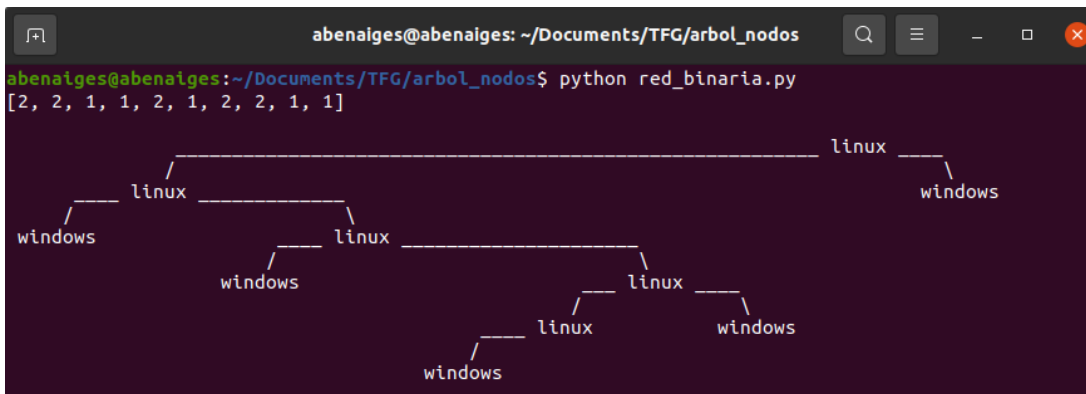 abenaiges@abenaiges: ~/Documents/TFG/arbol_nodos
abenaiges@abenaiges:~/Documents/TFG/arbol_nodos$ python red_binaria.py
[2, 2, 1, 1, 2, 1, 2, 2, 1, 1]
linux
linux windows
windows linux
windows linux
linux windows
windows